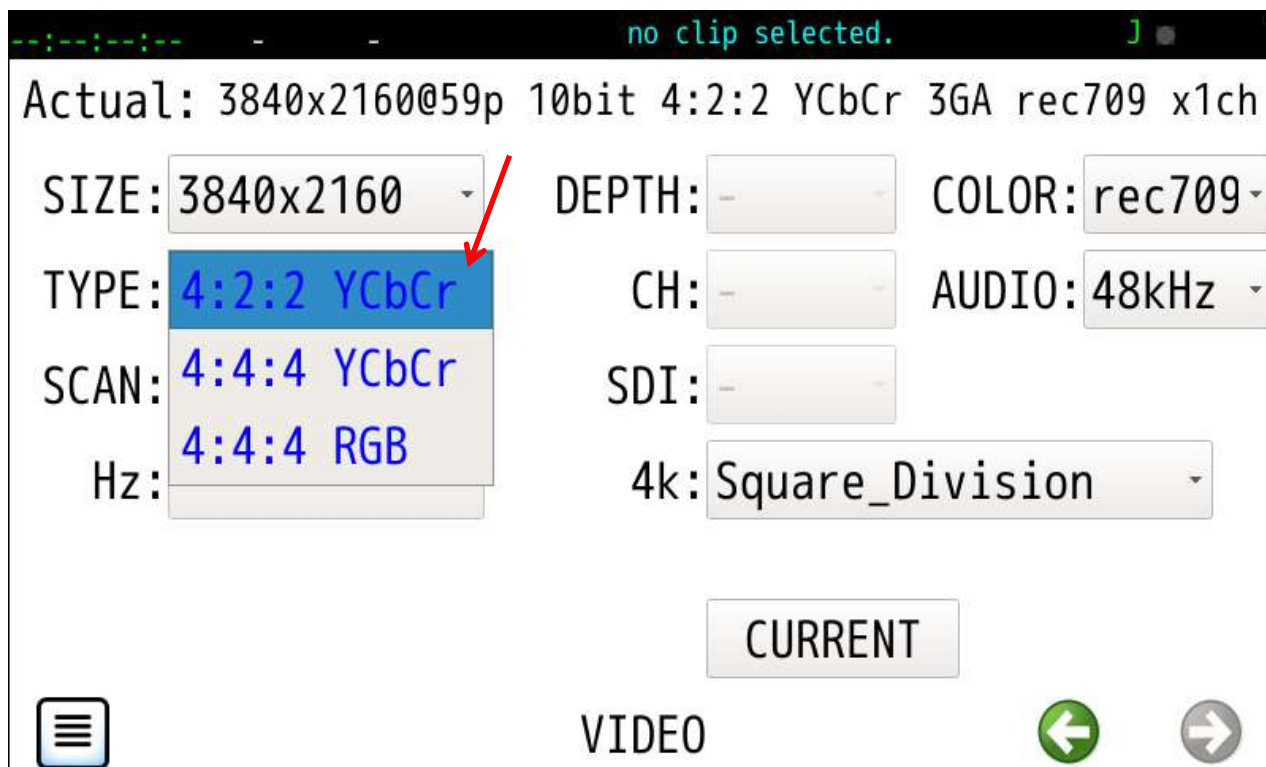 --:--:--:-- - - no clip selected. J
Actual: 3840x2160@59p 10bit 4:2:2 YCbCr 3GA rec709 x1ch
SIZE: 3840x2160 DEPTH: - COLOR: rec709
TYPE: 4:2:2 YCbCr CH: - AUDIO: 48kHz
4:4:4 YCbCr
SCAN: SDI: -
4:4:4 RGB
Hz: 4k: Square_Division
CURRENT
VIDEO